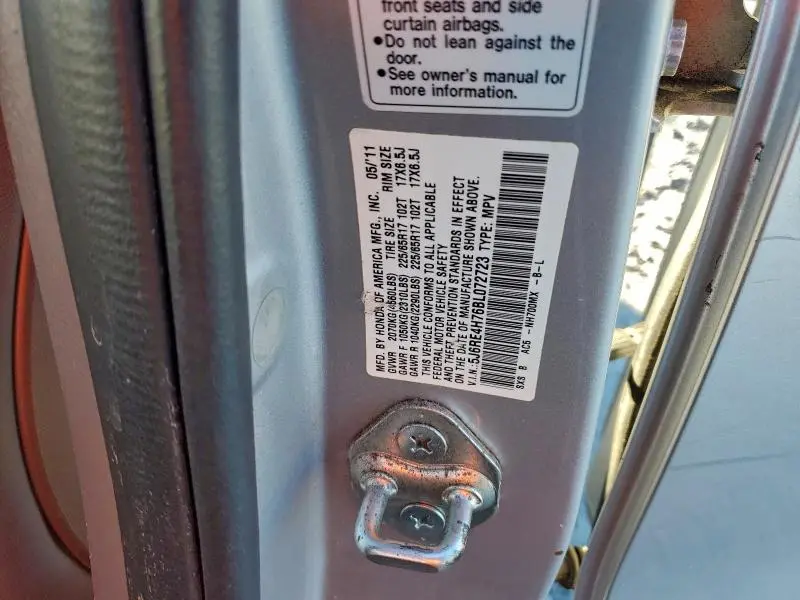 front seats and side
curtain airbags.
•Do not lean against the
door.
•See owner's manual for
more information.
MFD. BY HONDA OF AMERICA MFG., INC. 05/'11
GVWR 2070KG(4560LBS) TIRE SIZE RIM SIZE
GAWR F 1050KG(2310LBS) 225/65R17 102T 17X6.5J
GAWR R 1040KG(2290LBS) 225/65R17 102T 17X6.5J
THIS VEHICLE CONFORMS TO ALL APPLICABLE
FEDERAL MOTOR VEHICLE SAFETY
AND THEFT PREVENTION STANDARDS IN EFFECT
ON THE DATE OF MANUFACTURE SHOWN ABOVE.
V.I.N.:5J6RE4H76BL072723 TYPE: MPV
SXS B AC5 -NH700MX -B-L